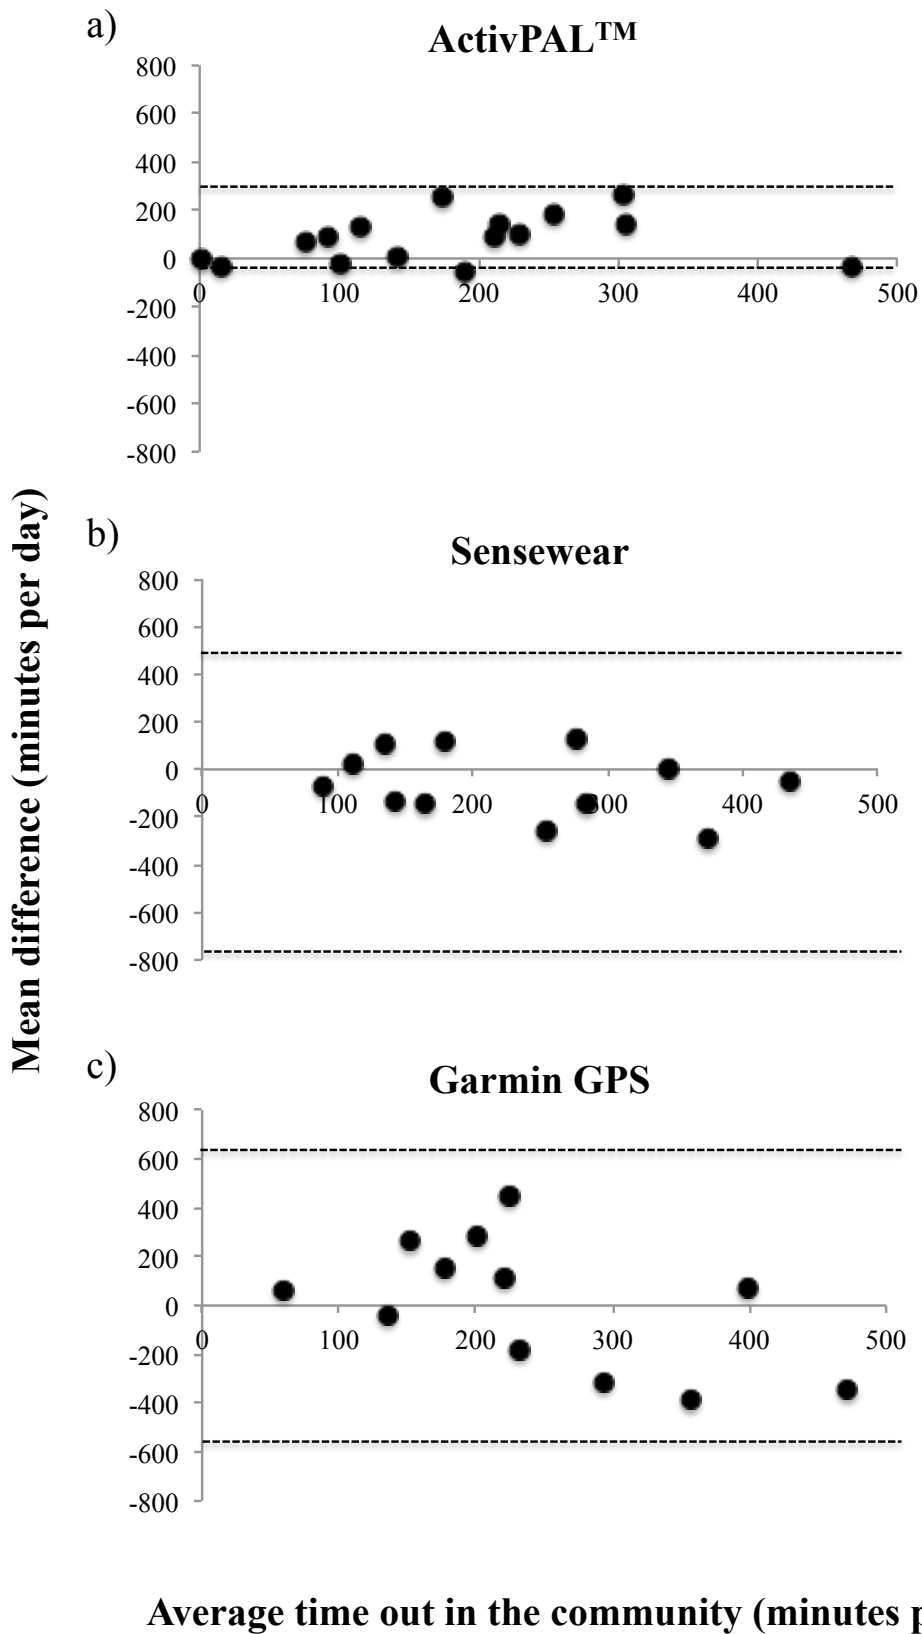 a)
ActivPAL™
800
600
400
200
0
-200
-400
-600
-800
0 100 200 300 400 500
Mean difference (minutes per day)
b)
Sensewear
800
600
400
200
0
-200
-400
-600
-800
0 100 200 300 400 500
c)
Garmin GPS
800
600
400
200
0
-200
-400
-600
-800
0 100 200 300 400 500
Average time out in the community (minutes p